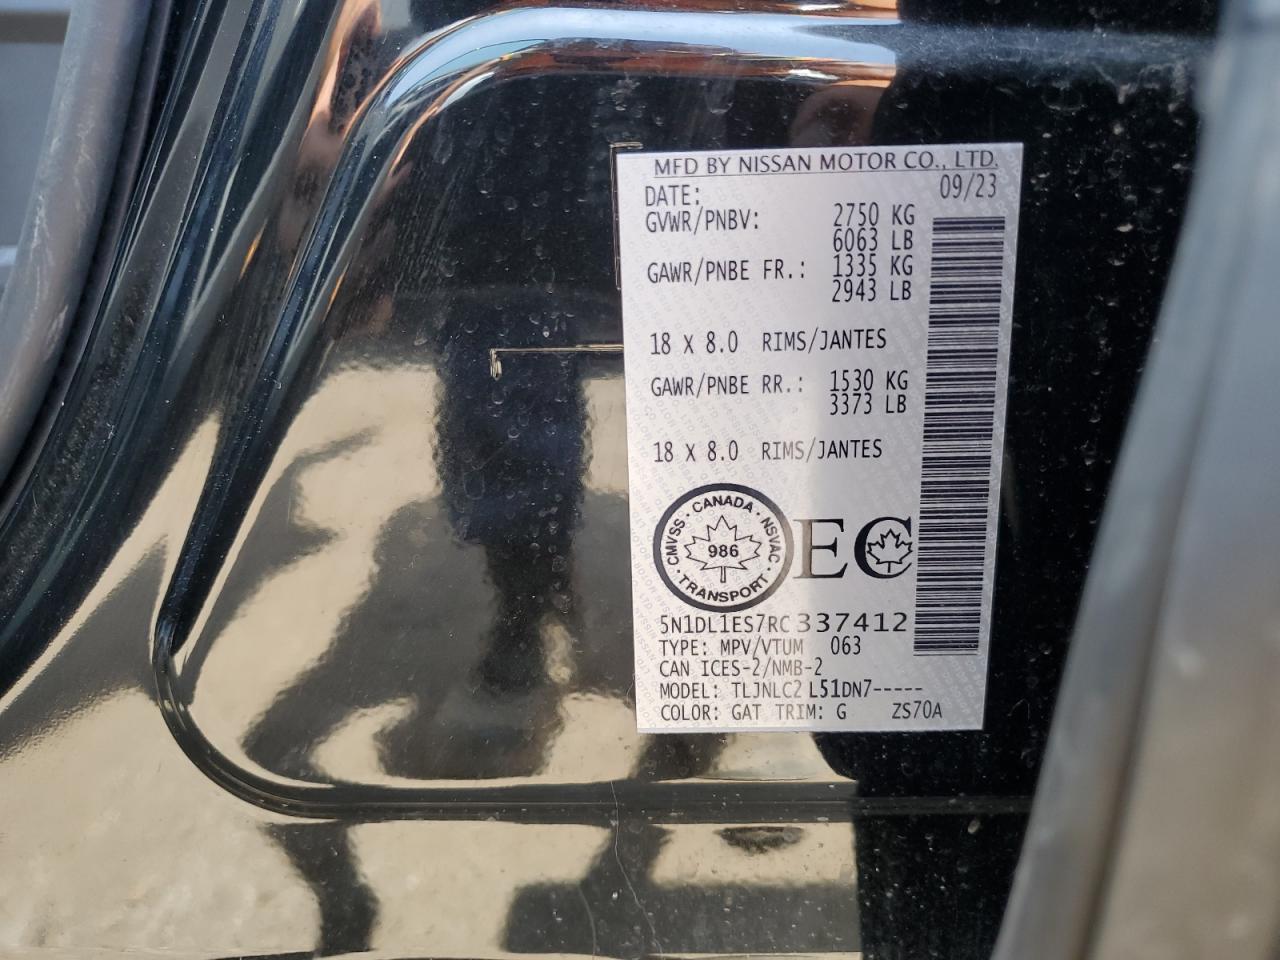 MFD BY NISSAN MOTOR CO., LTD.
DATE: 09/23
GVWR/PNBV: 2750 KG
6063 LB
GAWR/PNBE FR.: 1335 KG
2943 LB
18 X 8.0 RIMS/JANTES
GAWR/PNBE RR.: 1530 KG
3373 LB
18 X 8.0 RIMS/JANTES
CMVSS · CANADA · NSVAC · TRANSPORT ·
986
EC
5N1DL1ES7RC337412
TYPE: MPV/VTUM 063
CAN ICES-2/NMB-2
MODEL: TLJNLC2 L51DN7-----
COLOR: GAT TRIM: G ZS70A